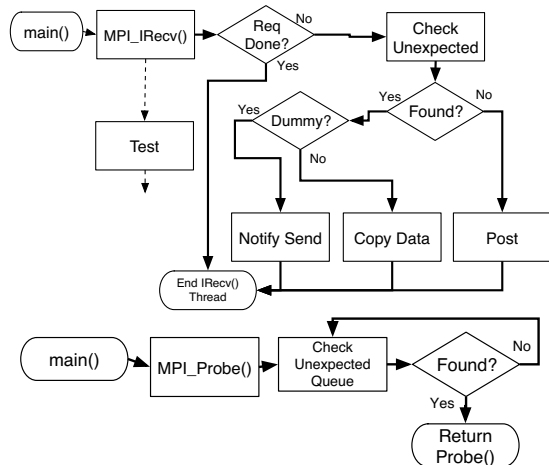 main()
MPI_IRecv()
Req
Done?
No
Yes
Check
Unexpected
Found?
Yes
No
Dummy?
Yes
No
Test
Notify Send
Copy Data
Post
End IRecv()
Thread
main()
MPI_Probe()
Check
Unexpected
Queue
Found?
No
Yes
Return
Probe()